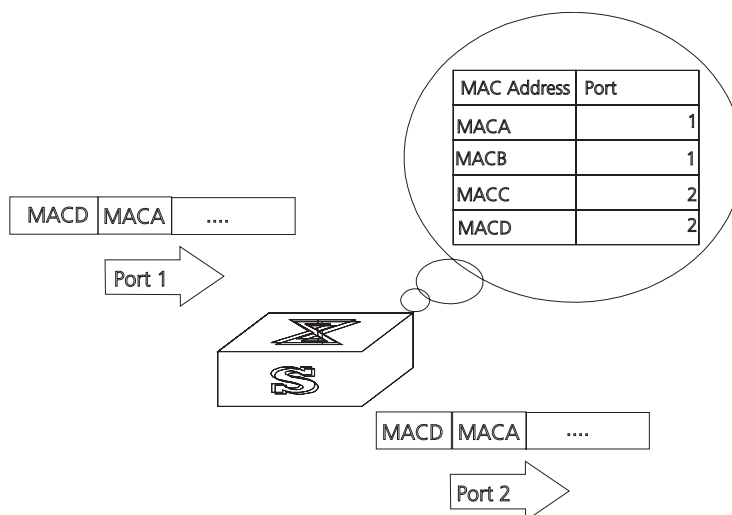 MAC Address Port
MACA 1
MACB 1
MACC 2
MACD 2
MACD MACA ....
Port 1
S
MACD MACA ....
Port 2